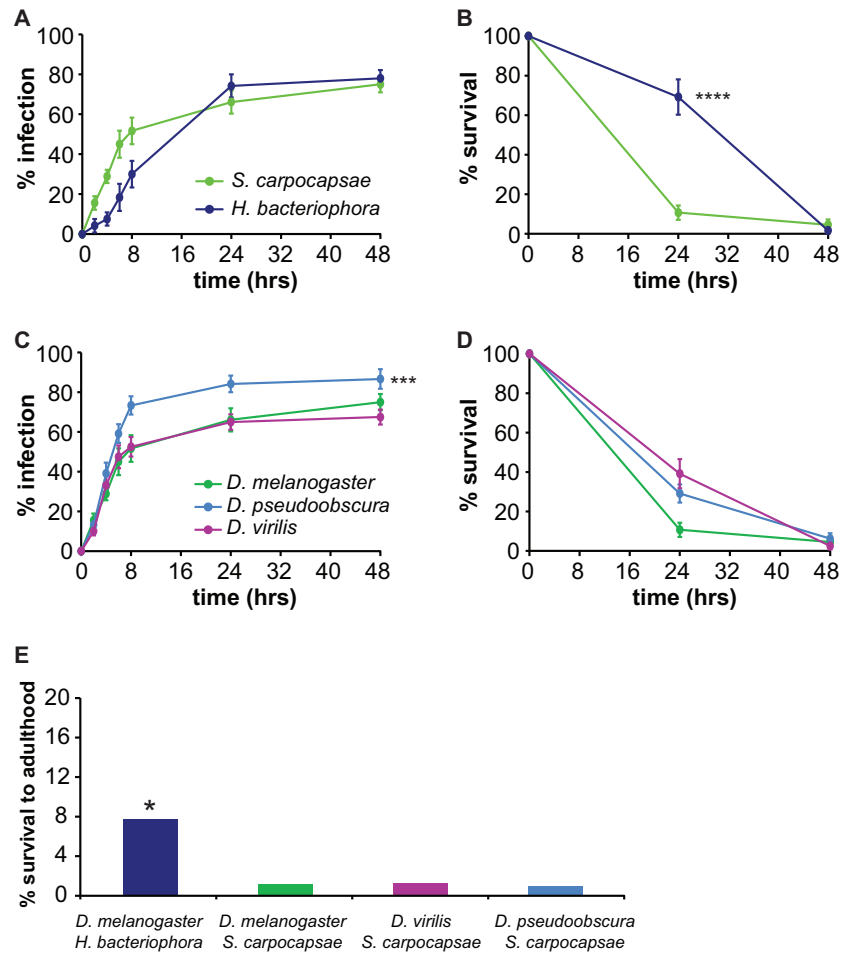 A
% infection
100
80
60
40
20
0
S. carpocapsae
H. bacteriophora
0 8 16 24 32 40 48
time (hrs)
B
% survival
100
80
60
40
20
0
****
0 8 16 24 32 40 48
time (hrs)
C
% infection
100
80
60
40
20
0
***
D. melanogaster
D. pseudoobscura
D. virilis
0 8 16 24 32 40 48
time (hrs)
D
% survival
100
80
60
40
20
0
0 8 16 24 32 40 48
time (hrs)
E
% survival to adulthood
20
16
12
8
4
0
*
D. melanogaster
H. bacteriophora
D. melanogaster
S. carpocapsae
D. virilis
S. carpocapsae
D. pseudoobscura
S. carpocapsae